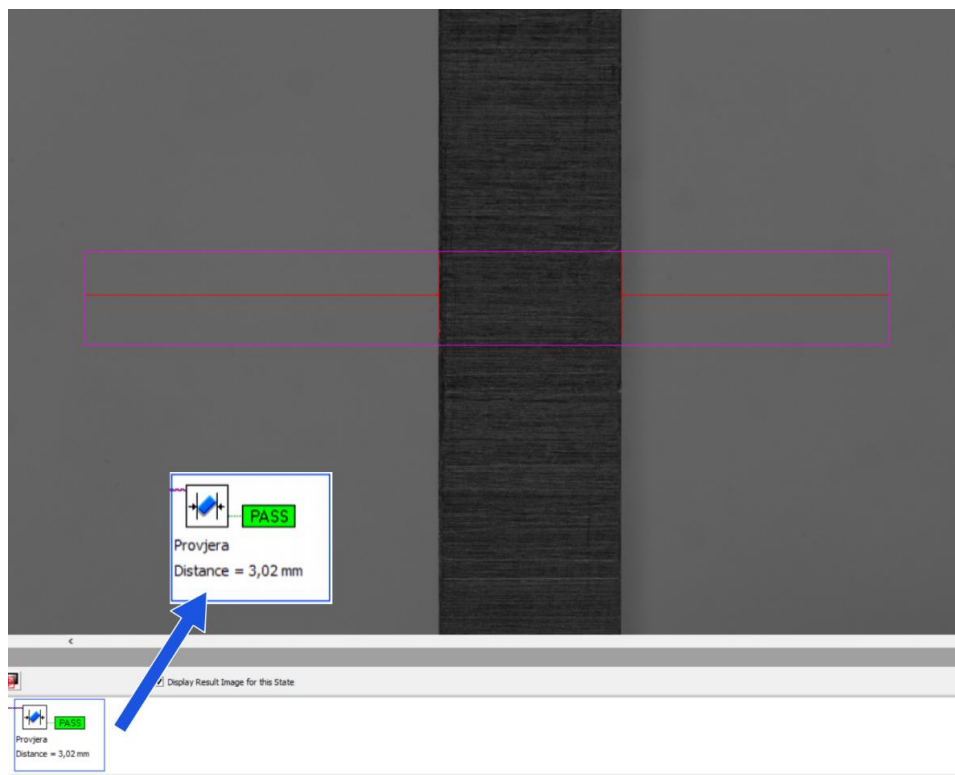 PASS
Provjera
Distance = 3,02 mm
<
Display Result Image for this State
PASS
Provjera
Distance = 3,02 mm